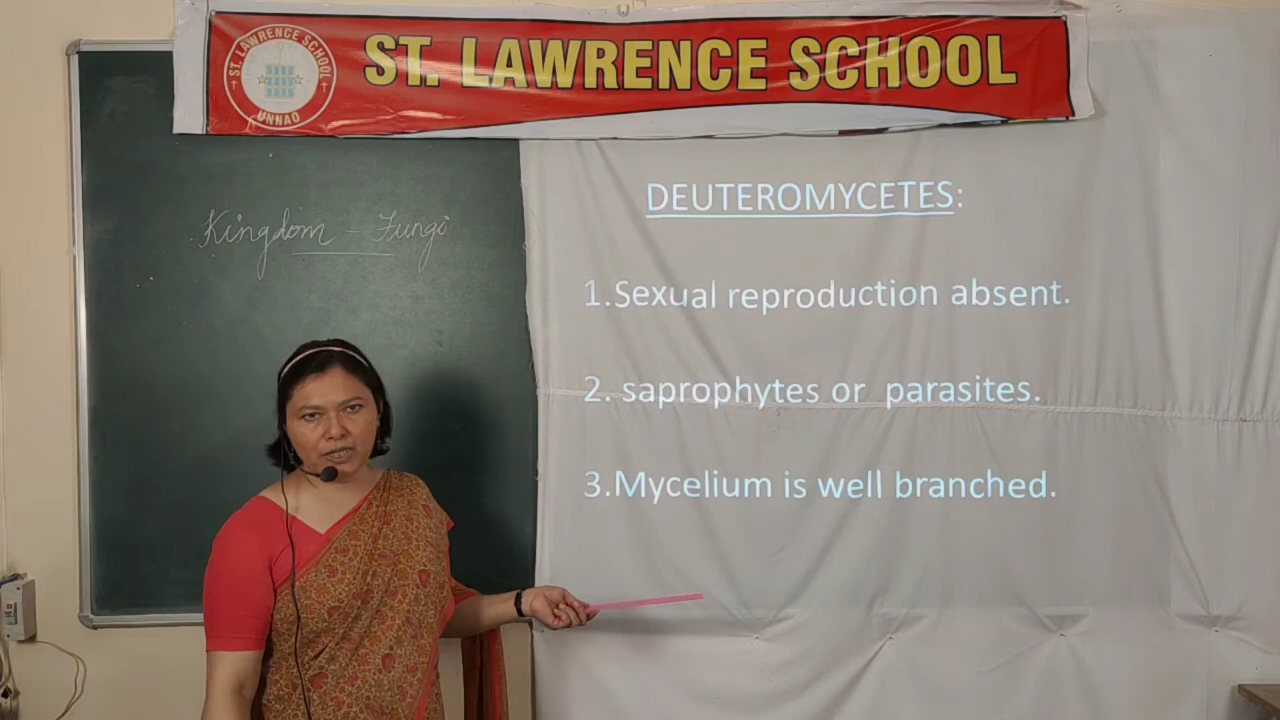 ST. LAWRENCE SCHOOL
ST. LAWRENCE SCHOOL
UNNAO
Kingdom - Fungi
DEUTEROMYCETES:
1.Sexual reproduction absent.
2. saprophytes or parasites.
3.Mycelium is well branched.